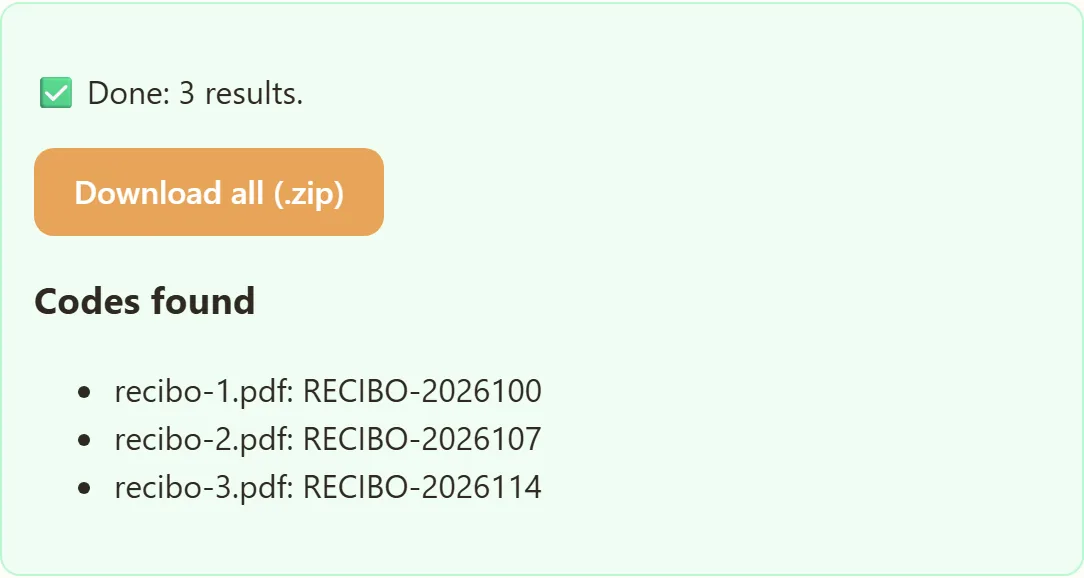 ✅ Done: 3 results.
Download all (.zip)
Codes found
• recibo-1.pdf: RECIBO-2026100
• recibo-2.pdf: RECIBO-2026107
• recibo-3.pdf: RECIBO-2026114